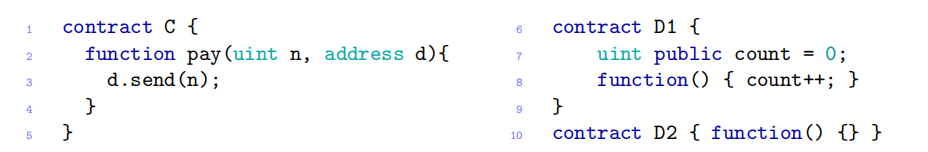 1 contract C {
2 function pay(uint n, address d){
3 d.send(n);
4 }
5 }
6 contract D1 {
7 uint public count = 0;
8 function() { count++; }
9 }
10 contract D2 { function() {} }